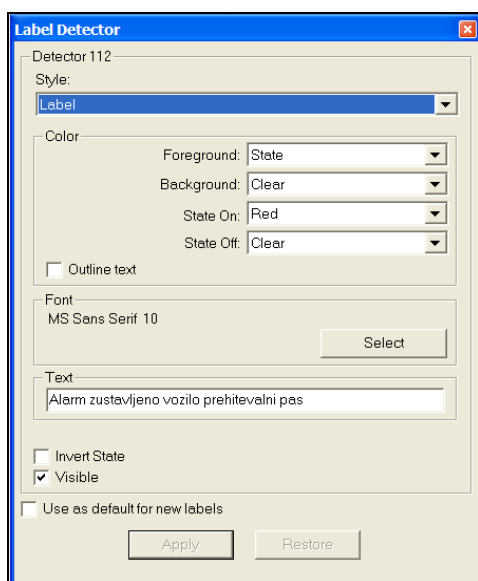 Label Detector
Detector 112
Style:
Label
Color
Foreground: State
Background: Clear
State On: Red
State Off: Clear
Outline text
Font
MS Sans Serif 10
Select
Text
Alarm zustavljeno vozilo prehitevalni pas
Invert State
Visible
Use as default for new labels
Apply Restore